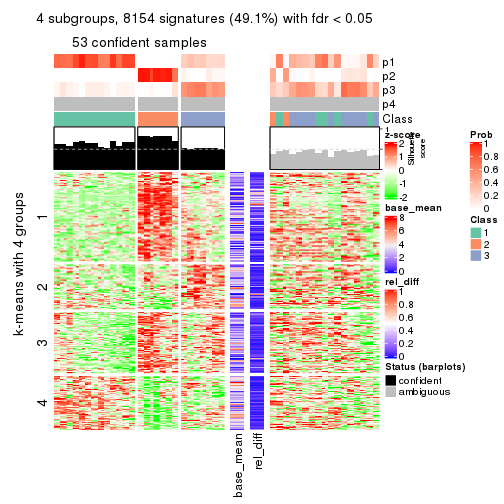 4 subgroups, 8154 signatures (49.1%) with fdr < 0.05
53 confident samples
p1
p2
p3
p4
Class
1
Silhouette
score
k-means with 4 groups
1
2
3
4
base_mean
rel_diff
z-score
2
1
0
-1
-2
base_mean
8
6
4
2
0
rel_diff
1
0.8
0.6
0.4
0.2
0
Status (barplots)
confident
ambiguous
Prob
1
0.8
0.6
0.4
0.2
0
Class
1
2
3